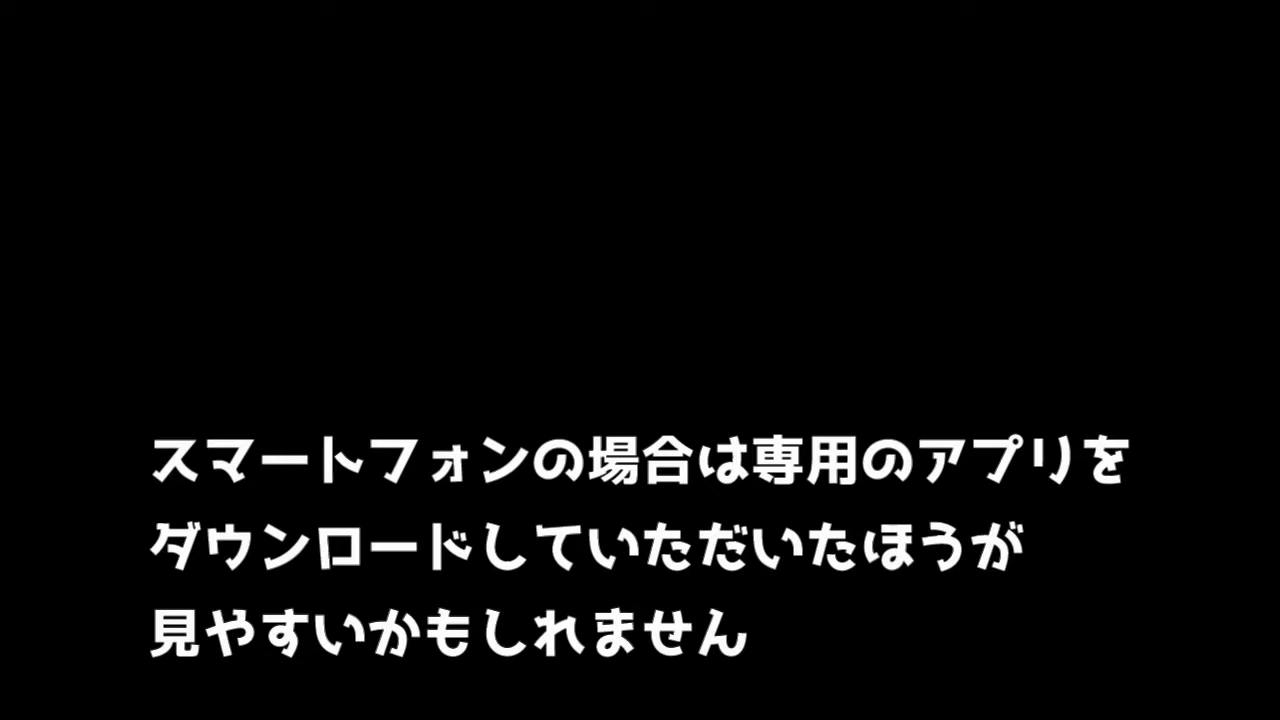 スマートフォンの場合は専用のアプリを
ダウンロードしていただいたほうが
見やすいかもしれません